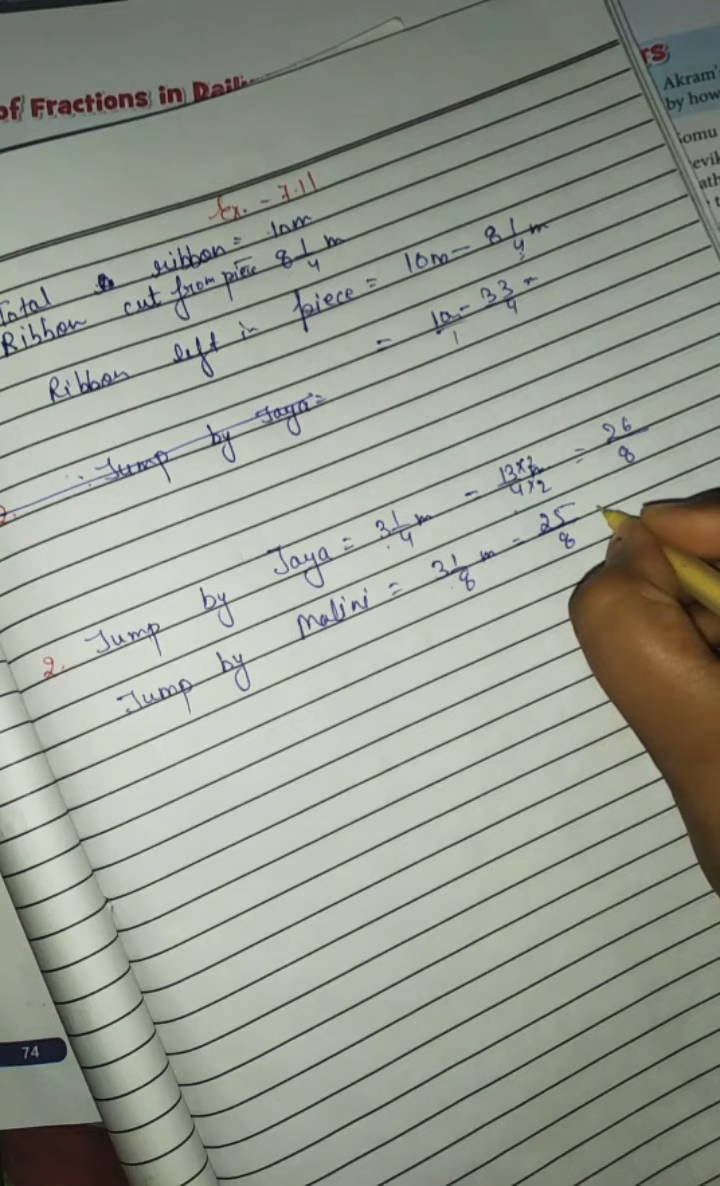 of Fractions in Daily
Ex. - 7.11
Total ribbon = 10m
Ribbon cut from piece 8 1/4 m
Ribbon left in piece = 10m - 8 1/4 m
= 10/1 - 33/4 m
2. Jump by Jaya = 3 1/4 m = 13×2/4×2 = 26/8
Jump by Malini = 3 1/8 m = 25/8
∴ Jump by Jaya =
74
Akram'
by how